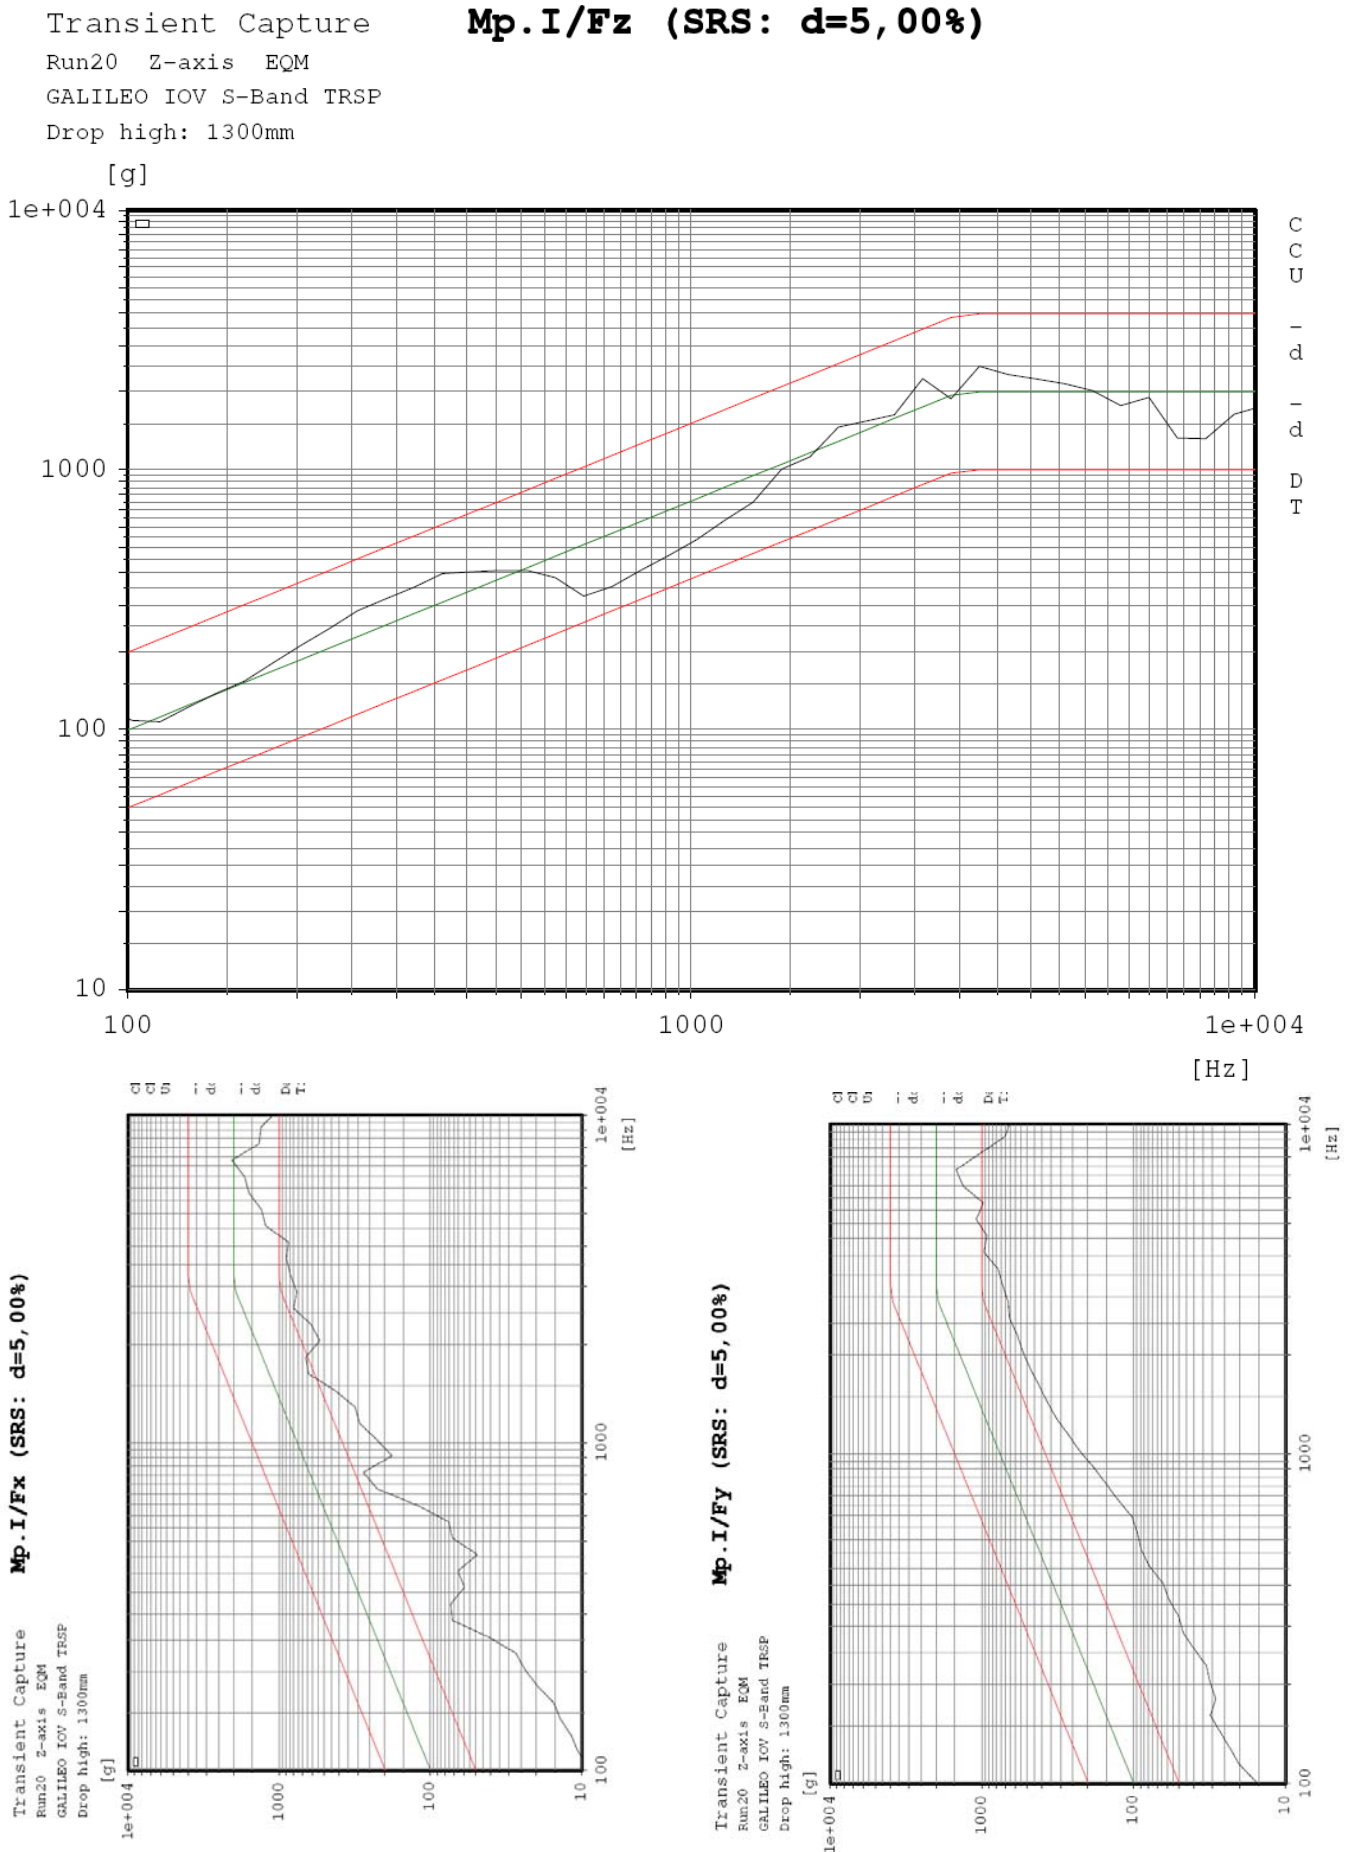 Transient Capture
Mp.I/Fz (SRS: d=5,00%)
Run20 Z-axis EQM
GALILEO IOV S-Band TRSP
Drop high: 1300mm
[g]
1e+004
1000
100
10
100
1000
1e+004
[Hz]
C
C
U
-
d
-
d
D
T
Mp.I/Fx (SRS: d=5,00%)
Transient Capture
Run20 Z-axis EQM
GALILEO IOV S-Band TRSP
Drop high: 1300mm
[g]
1e+004
1000
100
10
100
1000
1e+004
[Hz]
Mp.I/Fy (SRS: d=5,00%)
Transient Capture
Run20 Z-axis EQM
GALILEO IOV S-Band TRSP
Drop high: 1300mm
[g]
1e+004
1000
100
10
100
1000
1e+004
[Hz]